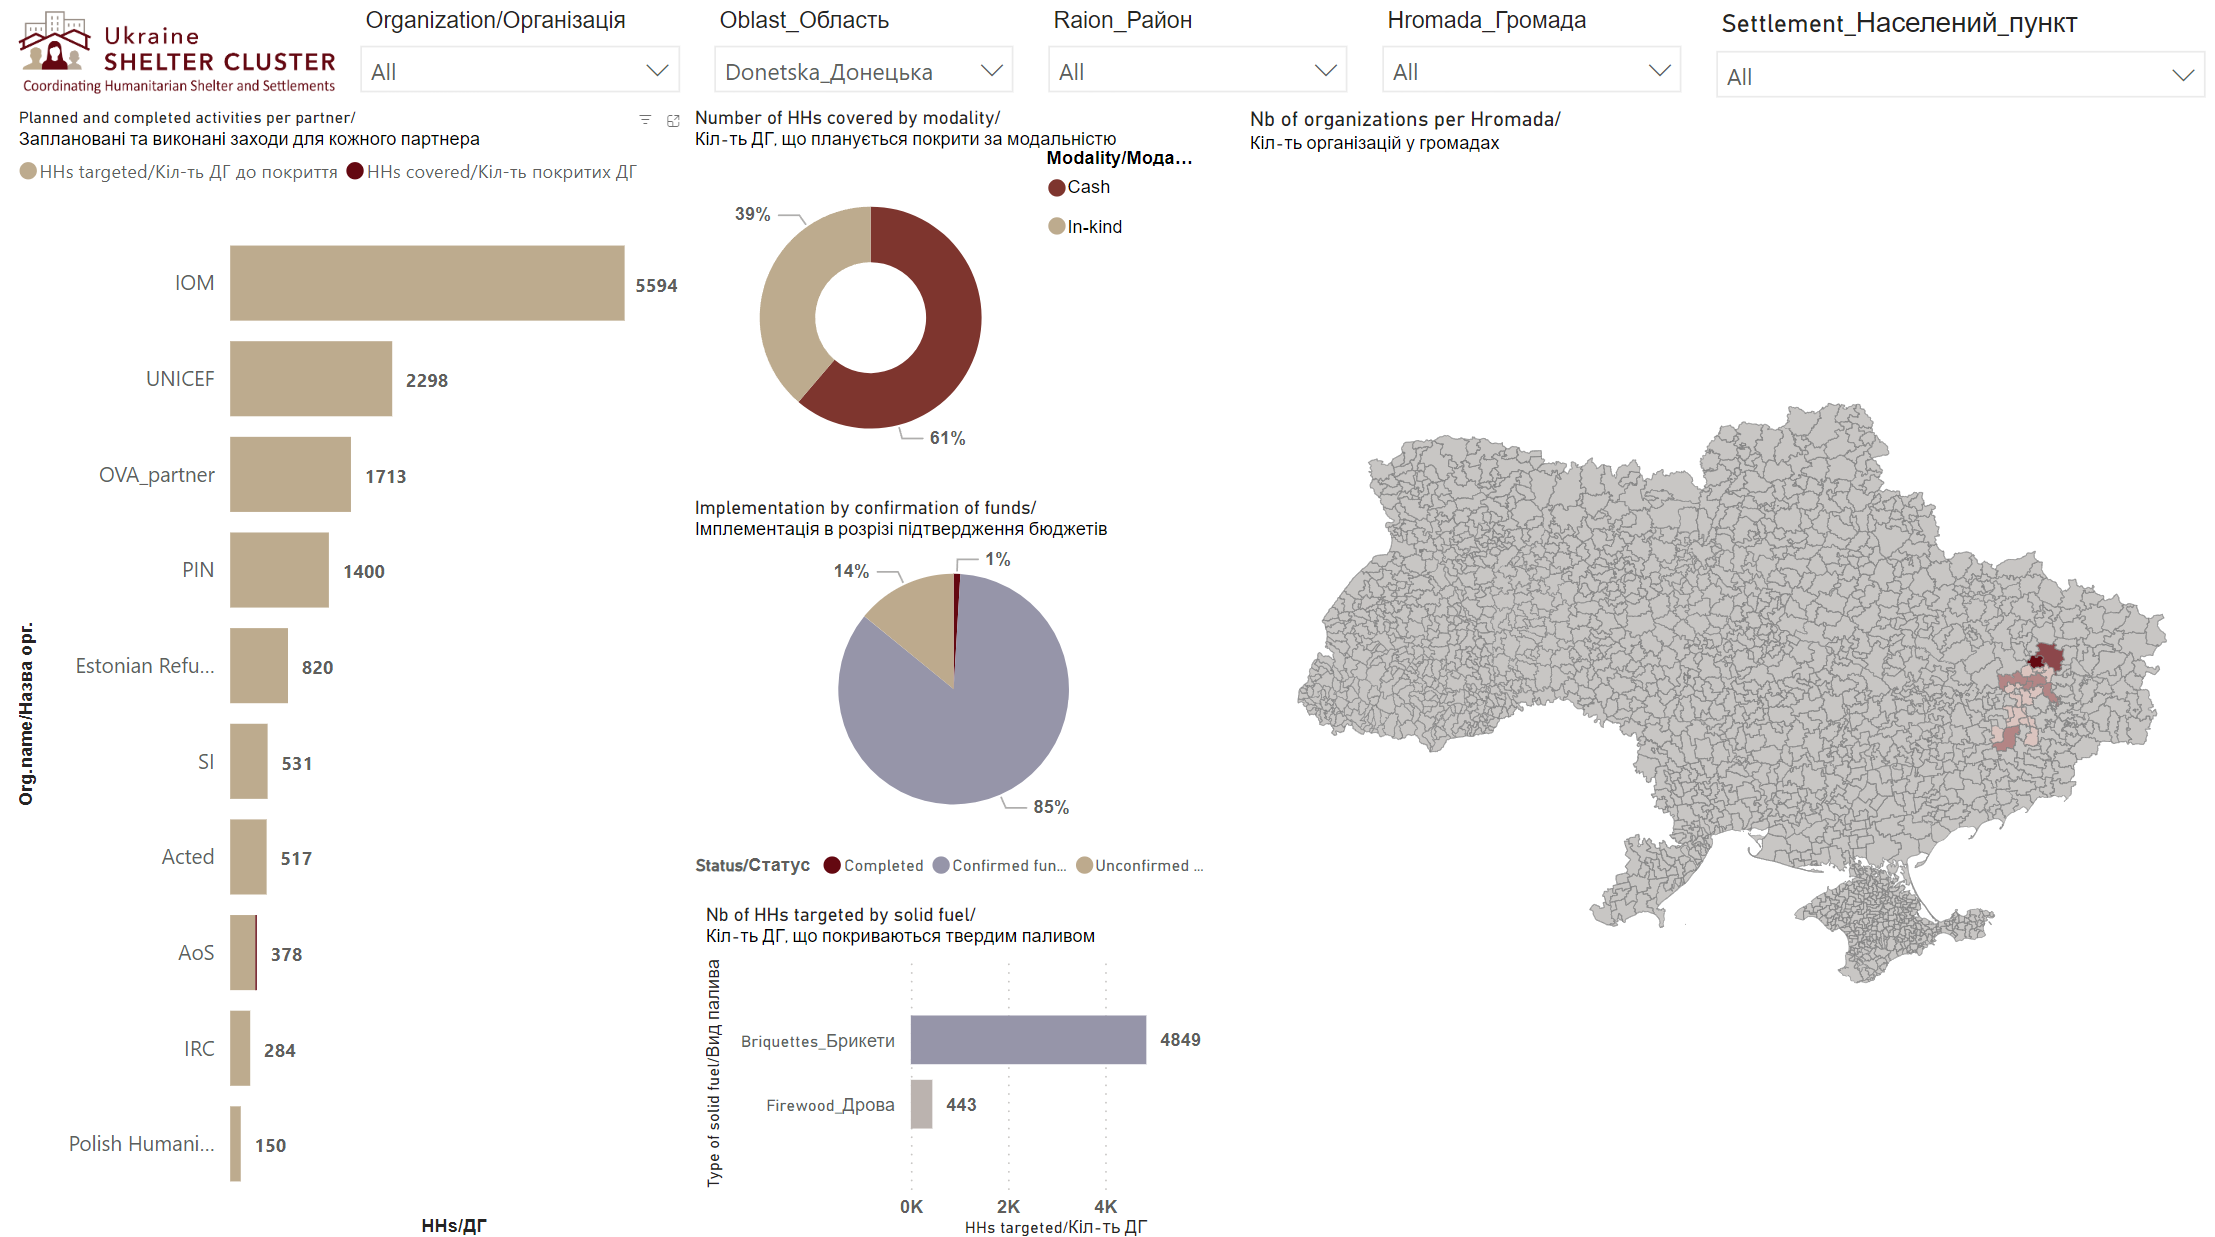 Ukraine
SHELTER CLUSTER
Coordinating Humanitarian Shelter and Settlements
Organization/Організація
All
Oblast_Область
Donetska_Донецька
Raion_Район
All
Hromada_Громада
All
Settlement_Населений_пункт
All
Planned and completed activities per partner/
Заплановані та виконані заходи для кожного партнера
HHs targeted/Кіл-ть ДГ до покриття
HHs covered/Кіл-ть покритих ДГ
Org.name/Назва орг.
IOM
5594
UNICEF
2298
OVA_partner
1713
PIN
1400
Estonian Refu...
820
SI
531
Acted
517
AoS
378
IRC
284
Polish Humani...
150
HHs/ДГ
Number of HHs covered by modality/
Кіл-ть ДГ, що планується покрити за модальністю
Modality/Мода...
Cash
In-kind
39%
61%
Implementation by confirmation of funds/
Імплементація в розрізі підтвердження бюджетів
1%
14%
85%
Status/Статус
Completed
Confirmed fun...
Unconfirmed ...
Nb of HHs targeted by solid fuel/
Кіл-ть ДГ, що покриваються твердим паливом
Type of solid fuel/Вид палива
Briquettes_Брикети
4849
Firewood_Дрова
443
0K
2K
4K
HHs targeted/Кіл-ть ДГ
Nb of organizations per Hromada/
Кіл-ть організацій у громадах